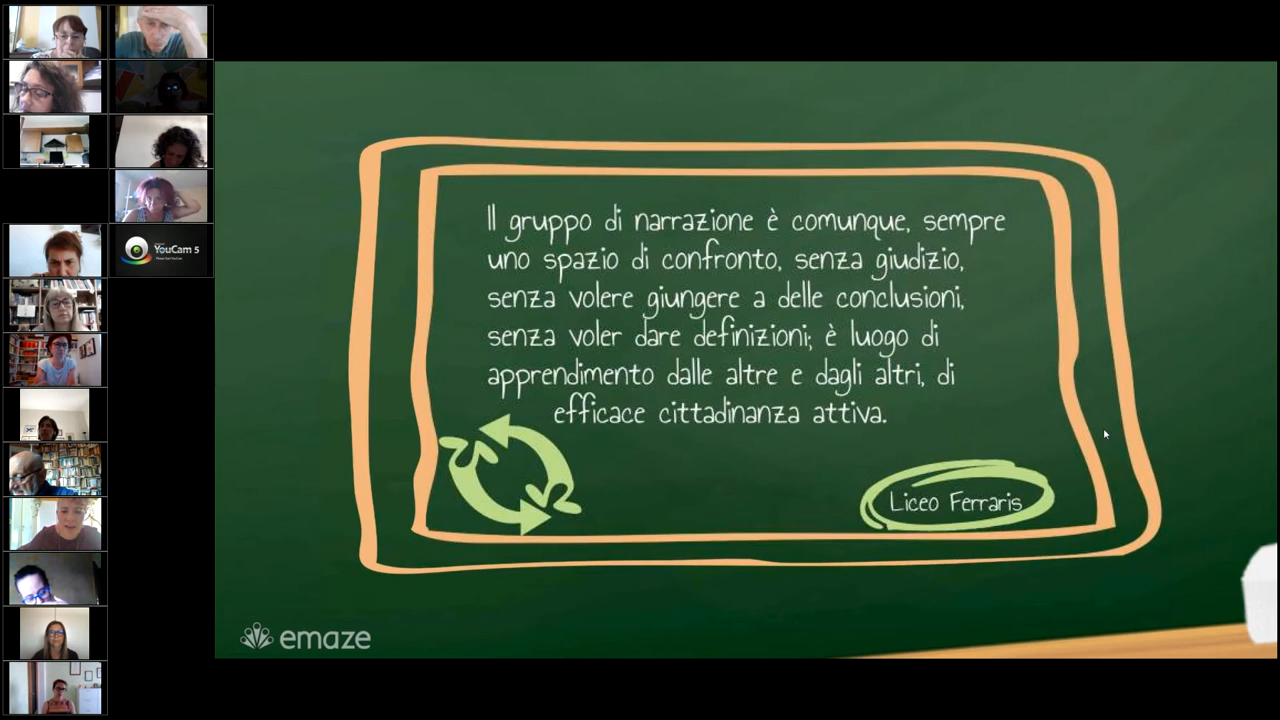 Il gruppo di narrazione è comunque, sempre
uno spazio di confronto, senza giudizio,
senza volere giungere a delle conclusioni,
senza voler dare definizioni; è luogo di
apprendimento dalle altre e dagli altri, di
efficace cittadinanza attiva.
Liceo Ferraris
emaze
YouCam 5